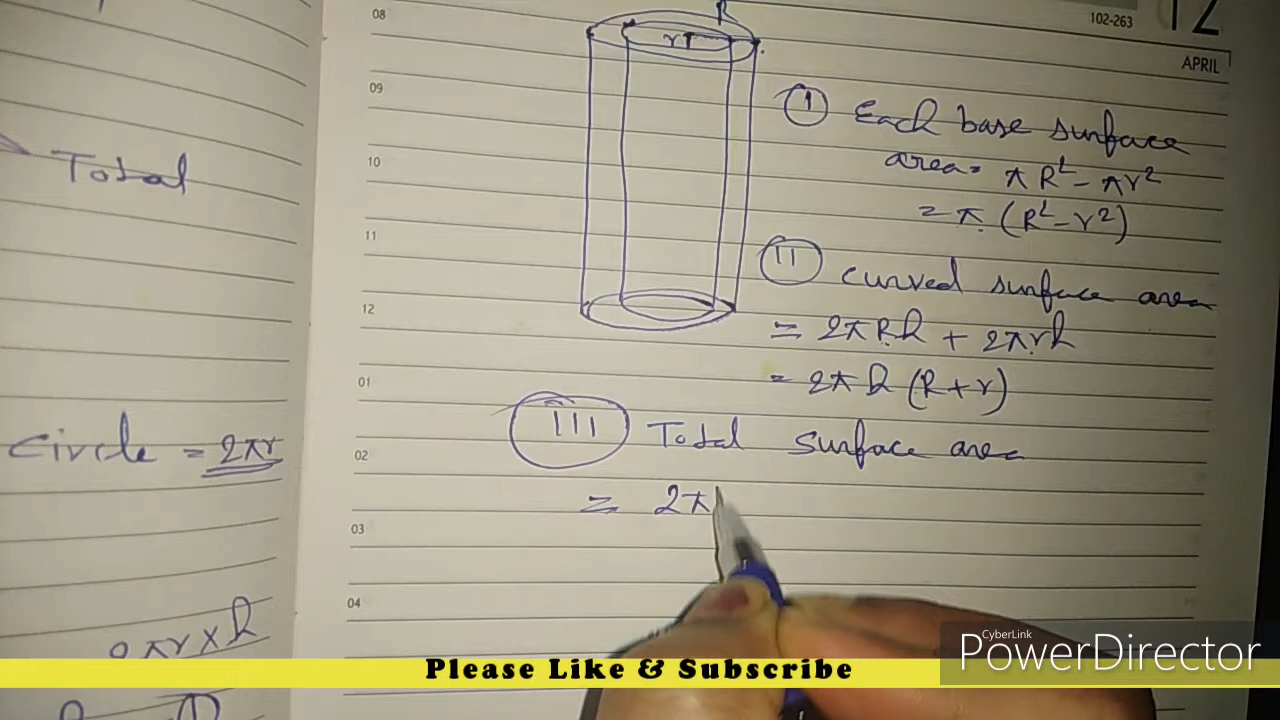 08
102-263
12
APRIL
R
r
09
10
11
12
01
02
03
04
Total
circle = 2πr
2πr×h
① Each base surface
area = πR² - πr²
= π (R² - r²)
Ⅱ curved surface area
= 2πRh + 2πrh
= 2πh (R+r)
Ⅲ Total surface area
= 2π
Please Like & Subscribe
CyberLink
PowerDirector